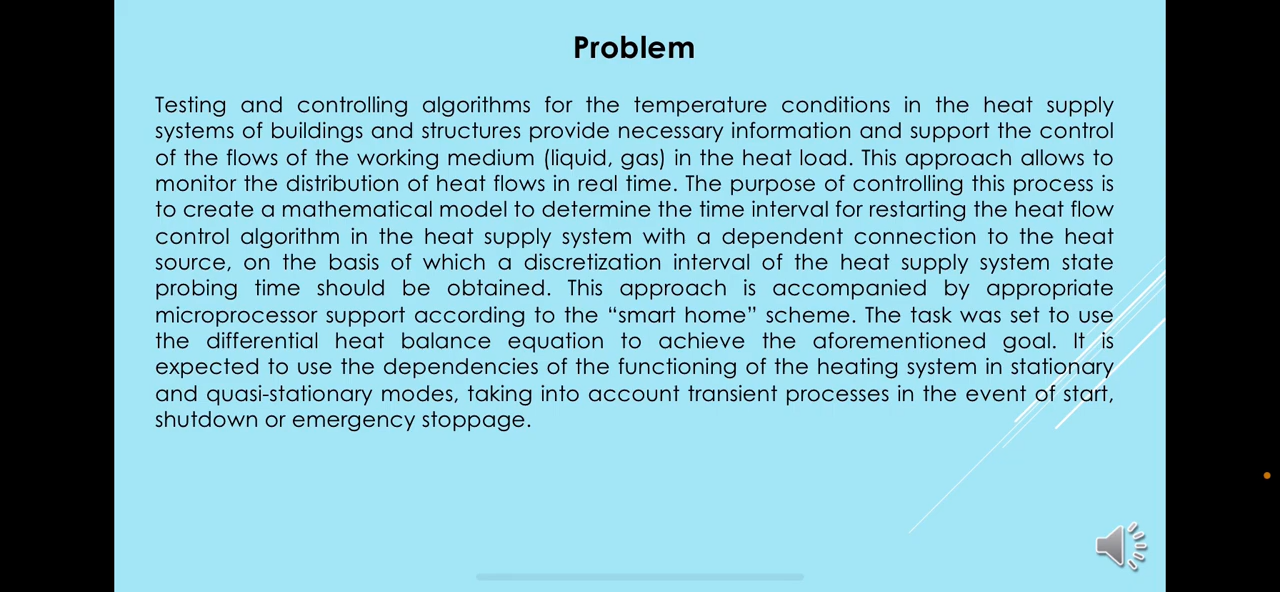 Problem
Testing and controlling algorithms for the temperature conditions in the heat supply
systems of buildings and structures provide necessary information and support the control
of the flows of the working medium (liquid, gas) in the heat load. This approach allows to
monitor the distribution of heat flows in real time. The purpose of controlling this process is
to create a mathematical model to determine the time interval for restarting the heat flow
control algorithm in the heat supply system with a dependent connection to the heat
source, on the basis of which a discretization interval of the heat supply system state
probing time should be obtained. This approach is accompanied by appropriate
microprocessor support according to the “smart home” scheme. The task was set to use
the differential heat balance equation to achieve the aforementioned goal. It is
expected to use the dependencies of the functioning of the heating system in stationary
and quasi-stationary modes, taking into account transient processes in the event of start,
shutdown or emergency stoppage.